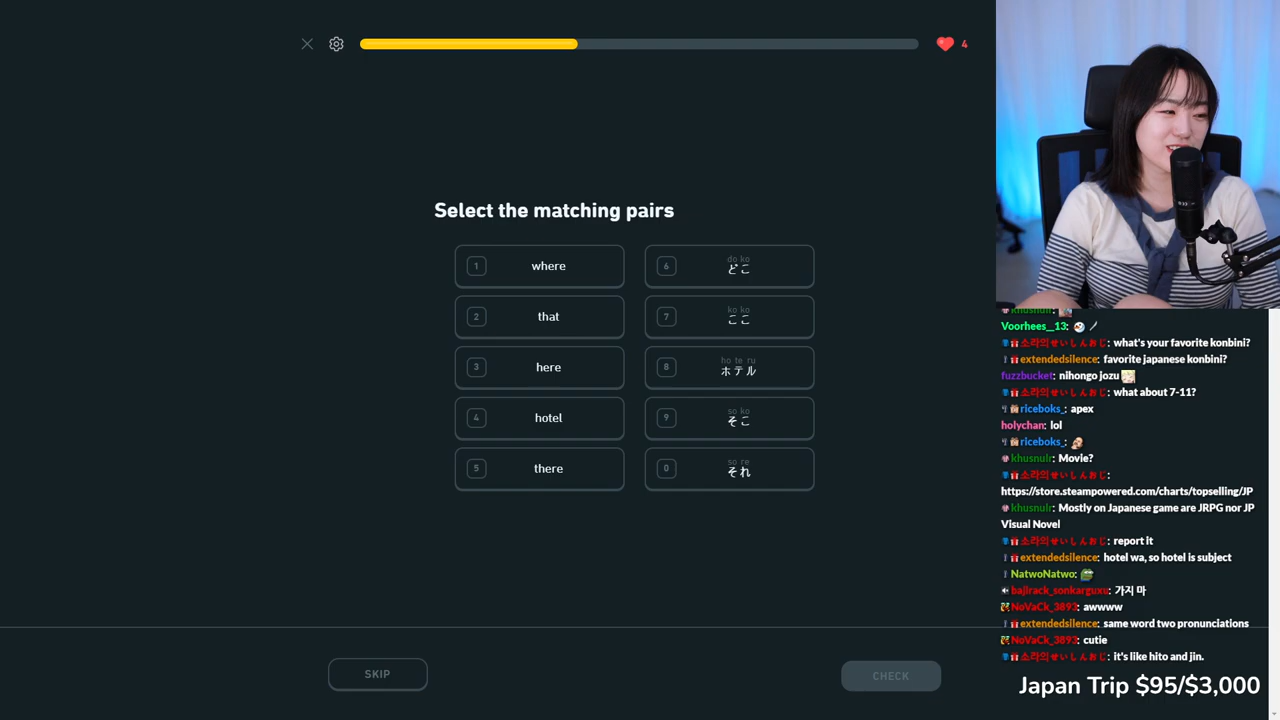 4
Select the matching pairs
1 where
do ko
6 どこ
2 that
ko ko
7 ここ
3 here
ho te ru
8 ホテル
4 hotel
so ko
9 そこ
5 there
so re
0 それ
SKIP
CHECK
khusnulr:
Voorhees__13:
소라의せいしんおじ: what's your favorite konbini?
extendedsilence: favorite japanese konbini?
fuzzbucket: nihongo jozu
소라의せいしんおじ: what about 7-11?
riceboks_: apex
holychan: lol
riceboks_:
khusnulr: Movie?
소라의せいしんおじ:
https://store.steampowered.com/charts/topselling/JP
khusnulr: Mostly on Japanese game are JRPG nor JP
Visual Novel
소라의せいしんおじ: report it
extendedsilence: hotel wa, so hotel is subject
NatwoNatwo:
bajirack_sonkarguxu: 가지 마
NoVaCk_3893: awwww
extendedsilence: same word two pronunciations
NoVaCk_3893: cutie
소라의せいしんおじ: it's like hito and jin.
Japan Trip $95/$3,000